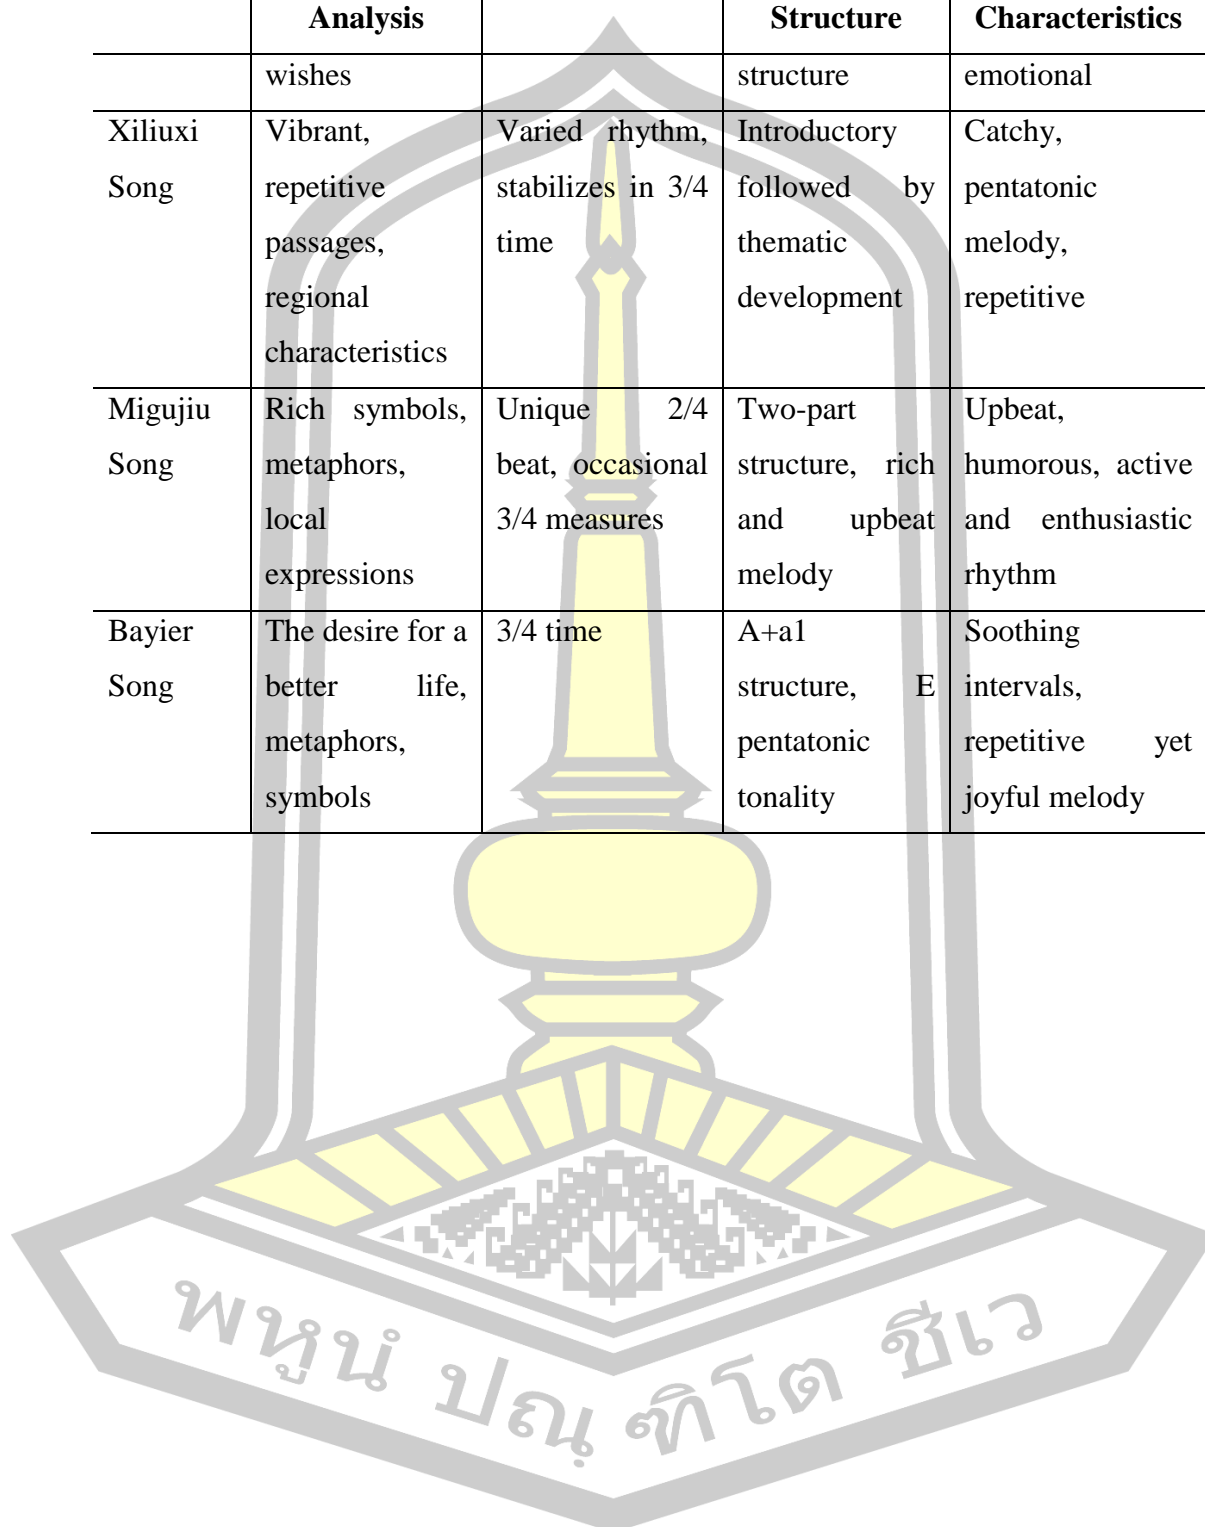 Analysis Structure Characteristics
wishes structure emotional
Xiliuxi Vibrant, Varied rhythm, Introductory Catchy,
Song repetitive stabilizes in 3/4 followed by pentatonic
passages, time thematic melody,
regional development repetitive
characteristics
Migujiu Rich symbols, Unique 2/4 Two-part Upbeat,
Song metaphors, beat, occasional structure, rich humorous, active
local 3/4 measures and upbeat and enthusiastic
expressions melody rhythm
Bayier The desire for a 3/4 time A+a1 Soothing
Song better life, structure, E intervals,
metaphors, pentatonic repetitive yet
symbols tonality joyful melody
พหูนํ ปณฺฑิโต ชีเว